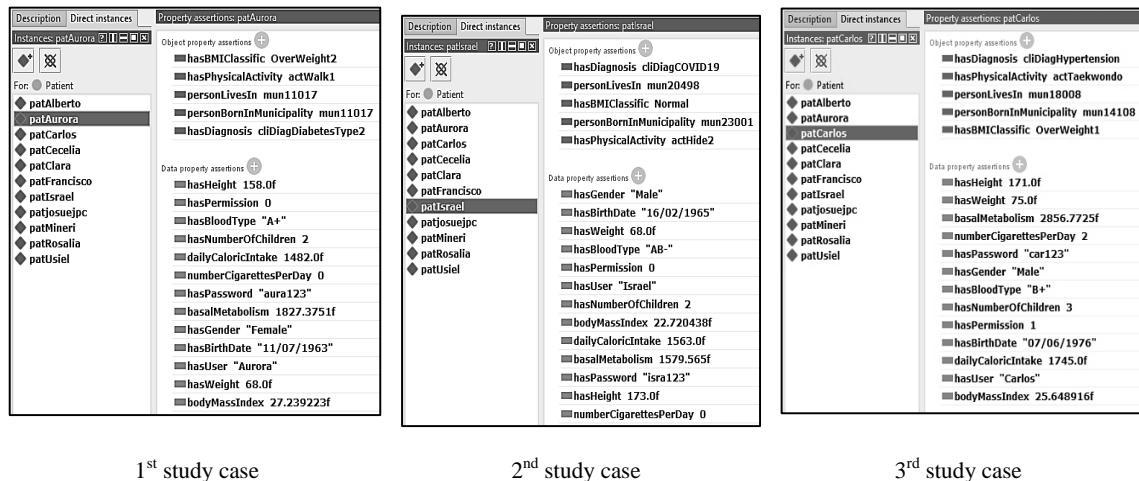 Description Direct instances
Instances: patAurora
For: Patient
patAlberto
patAurora
patCarlos
patCecelia
patClara
patFrancisco
patIsrael
patjosuejpc
patMineri
patRosalia
patUsiel
Property assertions: patAurora
Object property assertions
hasBMIClassific OverWeight2
hasPhysicalActivity actWalk1
personLivesIn mun11017
personBornInMunicipality mun11017
hasDiagnosis cliDiagDiabetesType2
Data property assertions
hasHeight 158.0f
hasPermission 0
hasBloodType "A+"
hasNumberOfChildren 2
dailyCaloricIntake 1482.0f
numberCigarettesPerDay 0
hasPassword "aura123"
basalMetabolism 1827.3751f
hasGender "Female"
hasBirthDate "11/07/1963"
hasUser "Aurora"
hasWeight 68.0f
bodyMassIndex 27.239223f
1st study case
Description Direct instances
Instances: patIsrael
For: Patient
patAlberto
patAurora
patCarlos
patCecelia
patClara
patFrancisco
patIsrael
patjosuejpc
patMineri
patRosalia
patUsiel
Property assertions: patIsrael
Object property assertions
hasDiagnosis cliDiagCOVID19
personLivesIn mun20498
hasBMIClassific Normal
personBornInMunicipality mun23001
hasPhysicalActivity actHide2
Data property assertions
hasGender "Male"
hasBirthDate "16/02/1965"
hasWeight 68.0f
hasBloodType "AB-"
hasPermission 0
hasUser "Israel"
hasNumberOfChildren 2
bodyMassIndex 22.720438f
dailyCaloricIntake 1563.0f
basalMetabolism 1579.565f
hasPassword "isra123"
hasHeight 173.0f
numberCigarettesPerDay 0
2nd study case
Description Direct instances
Instances: patCarlos
For: Patient
patAlberto
patAurora
patCarlos
patCecelia
patClara
patFrancisco
patIsrael
patjosuejpc
patMineri
patRosalia
patUsiel
Property assertions: patCarlos
Object property assertions
hasDiagnosis cliDiagHypertension
hasPhysicalActivity actTaekwondo
personLivesIn mun18008
personBornInMunicipality mun14108
hasBMIClassific OverWeight1
Data property assertions
hasHeight 171.0f
hasWeight 75.0f
basalMetabolism 2856.7725f
numberCigarettesPerDay 2
hasPassword "car123"
hasGender "Male"
hasBloodType "B+"
hasNumberOfChildren 3
hasPermission 1
hasBirthDate "07/06/1976"
dailyCaloricIntake 1745.0f
hasUser "Carlos"
bodyMassIndex 25.648916f
3rd study case